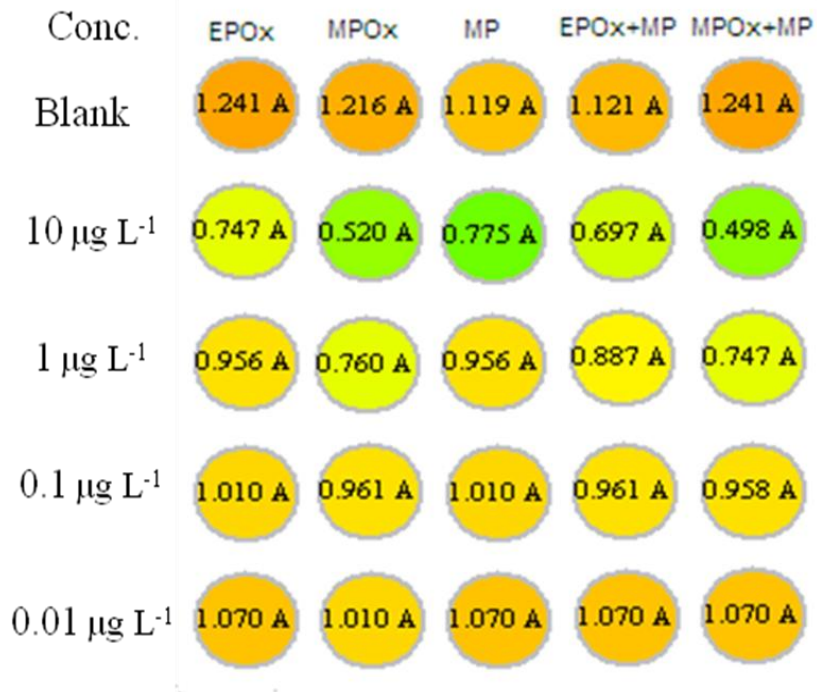 Conc. EPOx MPOx MP EPOx+MP MPOx+MP
Blank 1.241 A 1.216 A 1.119 A 1.121 A 1.241 A
10 µg L-1 0.747 A 0.520 A 0.775 A 0.697 A 0.498 A
1 µg L-1 0.956 A 0.760 A 0.956 A 0.887 A 0.747 A
0.1 µg L-1 1.010 A 0.961 A 1.010 A 0.961 A 0.958 A
0.01 µg L-1 1.070 A 1.010 A 1.070 A 1.070 A 1.070 A